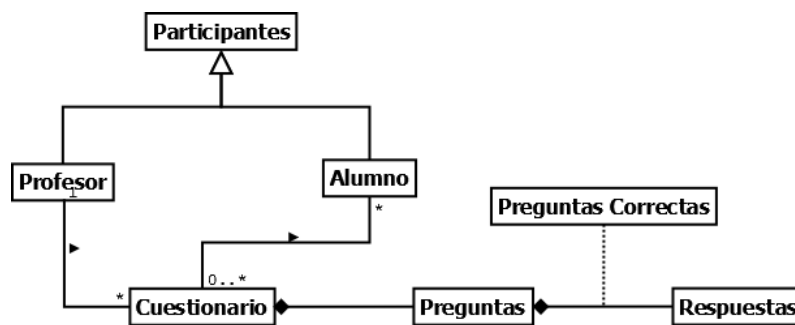 Participantes
Profesor
1
Alumno
*
Preguntas Correctas
0..*
*
Cuestionario
Preguntas
Respuestas